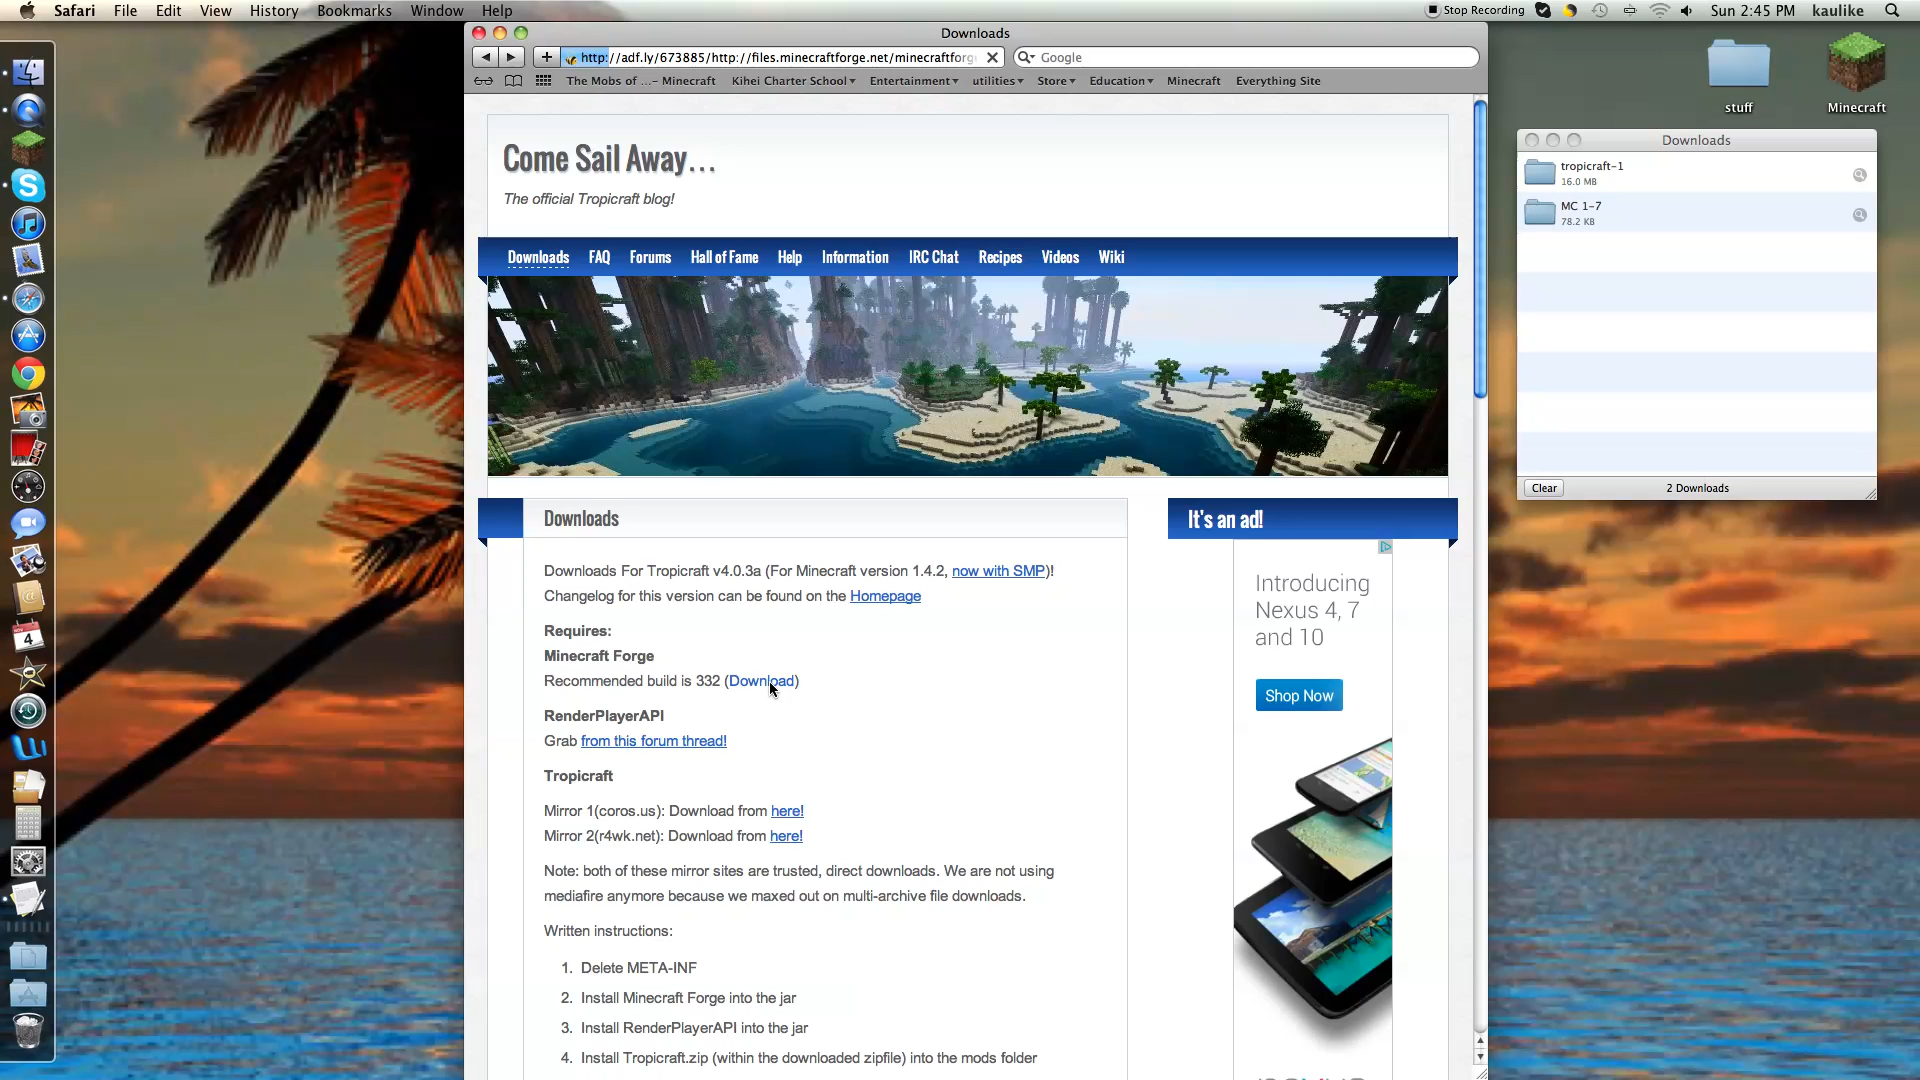 Safari File Edit View History Bookmarks Window Help
Stop Recording Sun 2:45 PM kaulike
Downloads
http://adf.ly/673885/http://files.minecraftforge.net/minecraftforg
Google
The Mobs of ...- Minecraft Kihei Charter School Entertainment utilities Store Education Minecraft Everything Site
stuff
Minecraft
Downloads
tropicraft-1
16.0 MB
MC 1-7
78.2 KB
Clear
2 Downloads
Come Sail Away...
The official Tropicraft blog!
Downloads FAQ Forums Hall of Fame Help Information IRC Chat Recipes Videos Wiki
Downloads
Downloads For Tropicraft v4.0.3a (For Minecraft version 1.4.2, now with SMP)!
Changelog for this version can be found on the Homepage
Requires:
Minecraft Forge
Recommended build is 332 (Download)
RenderPlayerAPI
Grab from this forum thread!
Tropicraft
Mirror 1(coros.us): Download from here!
Mirror 2(r4wk.net): Download from here!
Note: both of these mirror sites are trusted, direct downloads. We are not using
mediafire anymore because we maxed out on multi-archive file downloads.
Written instructions:
1. Delete META-INF
2. Install Minecraft Forge into the jar
3. Install RenderPlayerAPI into the jar
4. Install Tropicraft.zip (within the downloaded zipfile) into the mods folder
It's an ad!
Introducing
Nexus 4, 7
and 10
Shop Now
NOV
4